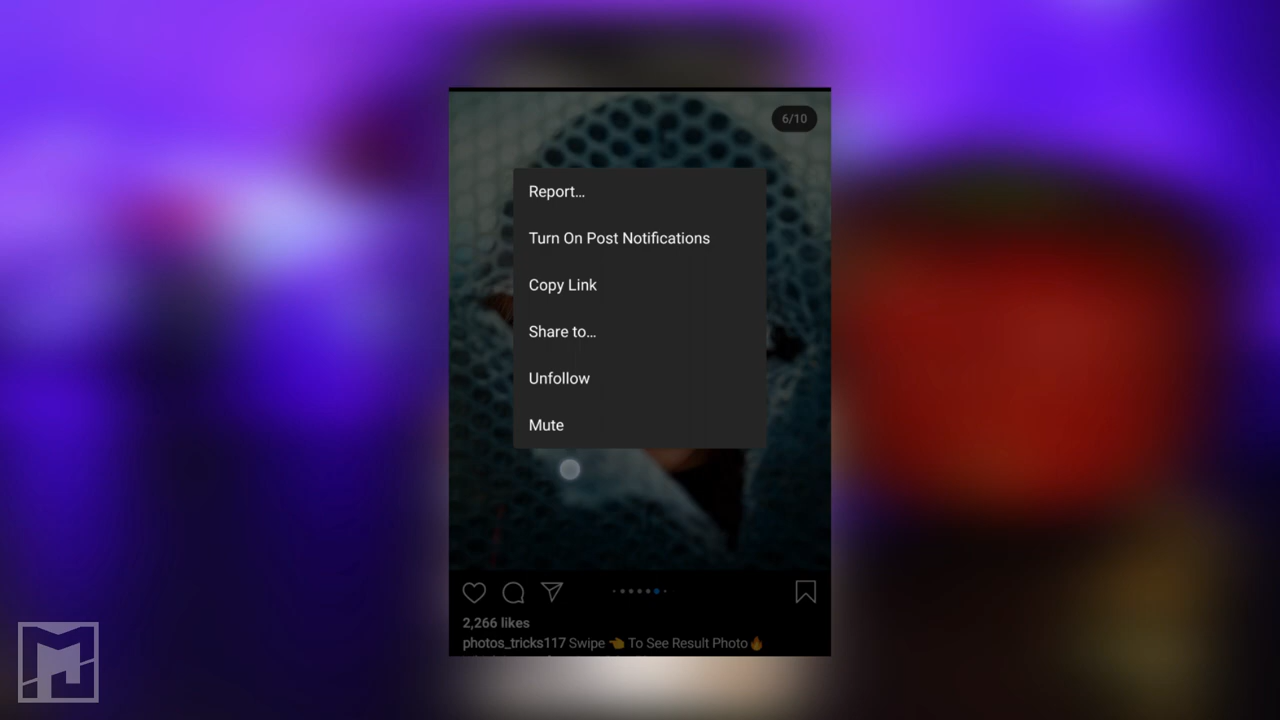 6/10
Report...
Turn On Post Notifications
Copy Link
Share to...
Unfollow
Mute
2,266 likes
photos_tricks117 Swipe 👈 To See Result Photo🔥